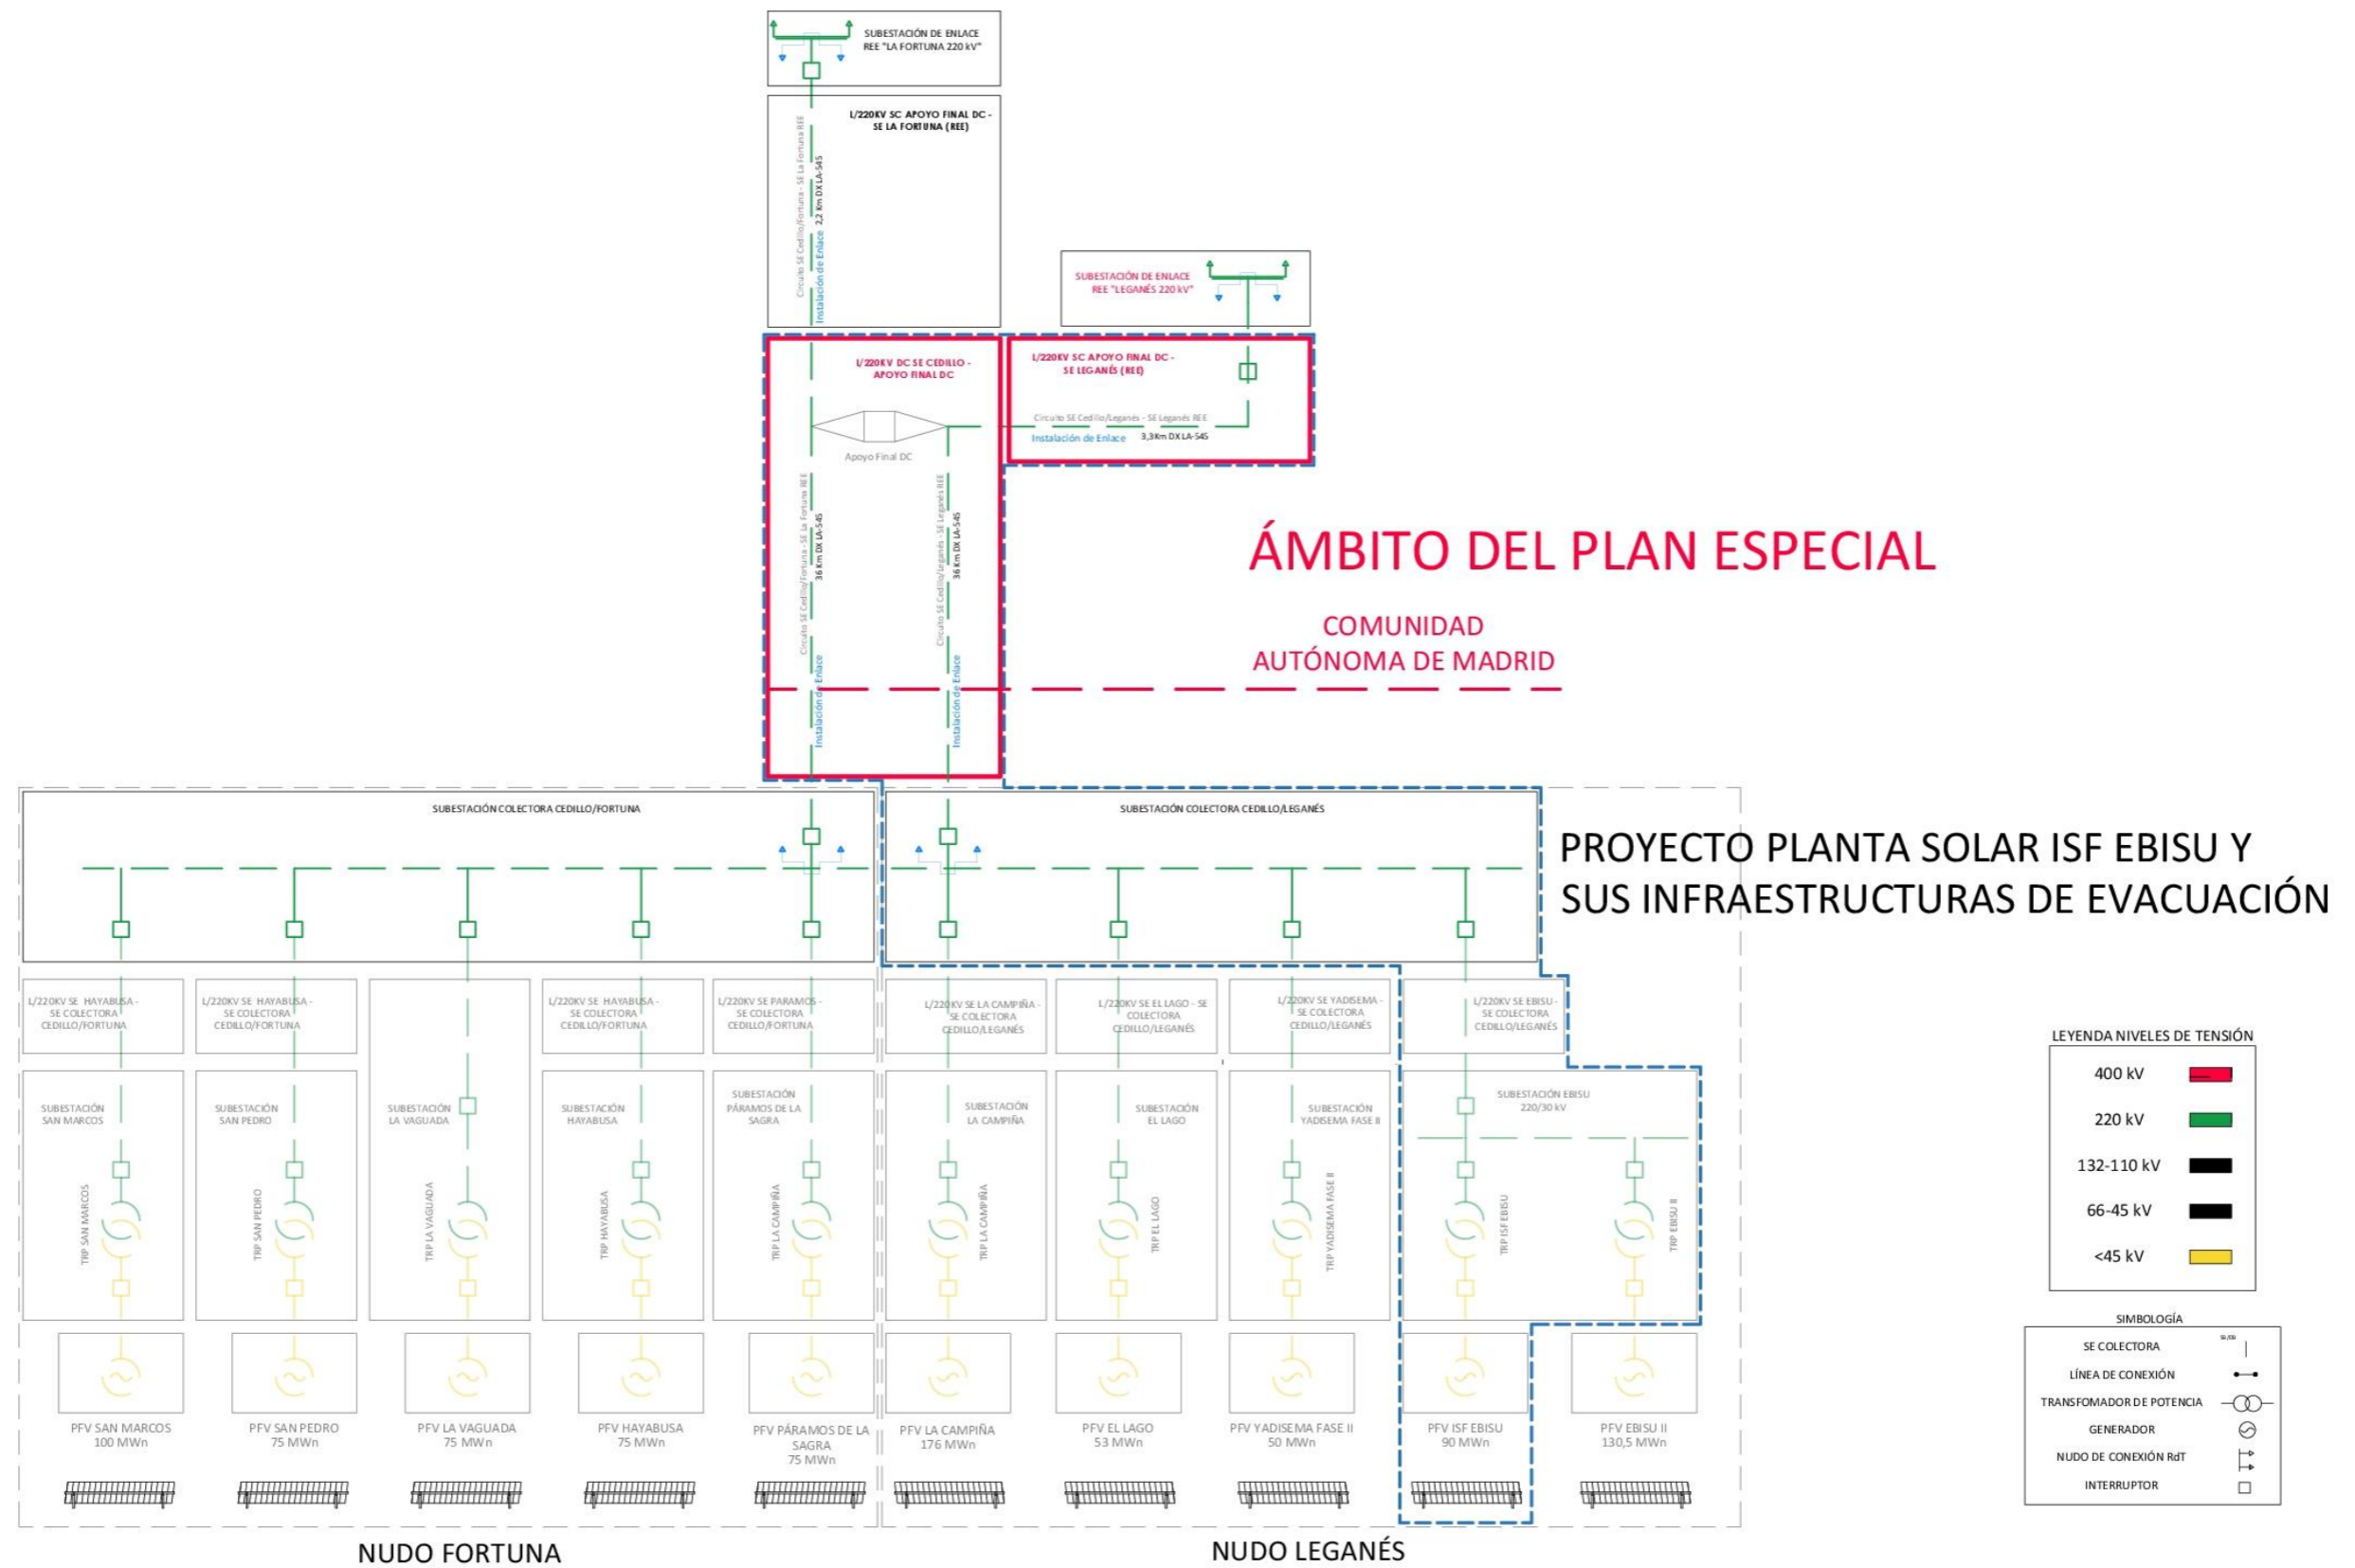 SUBESTACIÓN DE ENLACE
REE "LA FORTUNA 220 kV"
L/220KV SC APOYO FINAL DC -
SE LA FORTUNA (REE)
Circuito SE Cedillo/Fortuna - SE La Fortuna REE
Instalación de Enlace 2,2 Km DX LA-545
SUBESTACIÓN DE ENLACE
REE "LEGANÉS 220 kV"
L/220KV DC SE CEDILLO -
APOYO FINAL DC
L/220KV SC APOYO FINAL DC -
SE LEGANÉS (REE)
Circuito SE Cedillo/Leganés - SE Leganés REE
Instalación de Enlace 3,3Km DX LA-545
Apoyo Final DC
Circuito SE Cedillo/Fortuna - SE La Fortuna REE
36 Km DX LA-545
Instalación de Enlace
Circuito SE Cedillo/Leganés - SE Leganés REE
36 Km DX LA-545
Instalación de Enlace
ÁMBITO DEL PLAN ESPECIAL
COMUNIDAD
AUTÓNOMA DE MADRID
SUBESTACIÓN COLECTORA CEDILLO/FORTUNA
SUBESTACIÓN COLECTORA CEDILLO/LEGANÉS
PROYECTO PLANTA SOLAR ISF EBISU Y
SUS INFRAESTRUCTURAS DE EVACUACIÓN
L/220KV SE HAYABUSA -
SE COLECTORA
CEDILLO/FORTUNA
L/220KV SE HAYABUSA -
SE COLECTORA
CEDILLO/FORTUNA
L/220KV SE HAYABUSA -
SE COLECTORA
CEDILLO/FORTUNA
L/220KV SE PARAMOS -
SE COLECTORA
CEDILLO/FORTUNA
L/220KV SE LA CAMPIÑA -
SE COLECTORA
CEDILLO/LEGANÉS
L/220KV SE EL LAGO - SE
COLECTORA
CEDILLO/LEGANÉS
L/220KV SE YADISEMA -
SE COLECTORA
CEDILLO/LEGANÉS
L/220KV SE EBISU-
SE COLECTORA
CEDILLO/LEGANÉS
SUBESTACIÓN
SAN MARCOS
TRP SAN MARCOS
SUBESTACIÓN
SAN PEDRO
TRP SAN PEDRO
SUBESTACIÓN
LA VAGUADA
TRP LA VAGUADA
SUBESTACIÓN
HAYABUSA
TRP HAYABUSA
SUBESTACIÓN
PÁRAMOS DE LA
SAGRA
TRP LA CAMPIÑA
SUBESTACIÓN
LA CAMPIÑA
TRP LA CAMPIÑA
SUBESTACIÓN
EL LAGO
TRP EL LAGO
SUBESTACIÓN
YADISEMA FASE II
TRP YADISEMA FASE II
SUBESTACIÓN EBISU
220/30 kV
TRP ISF EBISU
TRP EBISU II
PFV SAN MARCOS
100 MWn
PFV SAN PEDRO
75 MWn
PFV LA VAGUADA
75 MWn
PFV HAYABUSA
75 MWn
PFV PÁRAMOS DE LA
SAGRA
75 MWn
PFV LA CAMPIÑA
176 MWn
PFV EL LAGO
53 MWn
PFV YADISEMA FASE II
50 MWn
PFV ISF EBISU
90 MWn
PFV EBISU II
130,5 MWn
NUDO FORTUNA
NUDO LEGANÉS
LEYENDA NIVELES DE TENSIÓN
400 kV
220 kV
132-110 kV
66-45 kV
<45 kV
SIMBOLOGÍA
SE COLECTORA
LÍNEA DE CONEXIÓN
TRANSFOMADOR DE POTENCIA
GENERADOR
NUDO DE CONEXIÓN RdT
INTERRUPTOR